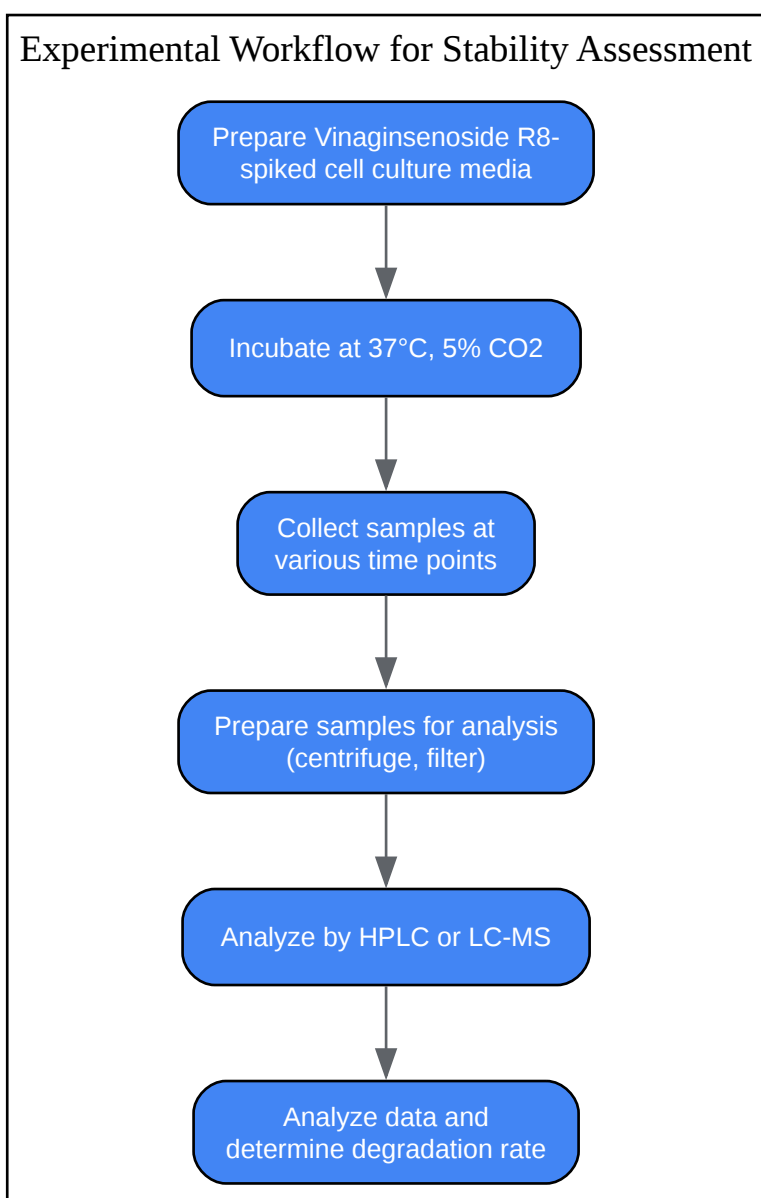 Experimental Workflow for Stability Assessment
Prepare Vinaginsenoside R8-
spiked cell culture media
Incubate at 37°C, 5% CO2
Collect samples at
various time points
Prepare samples for analysis
(centrifuge, filter)
Analyze by HPLC or LC-MS
Analyze data and
determine degradation rate